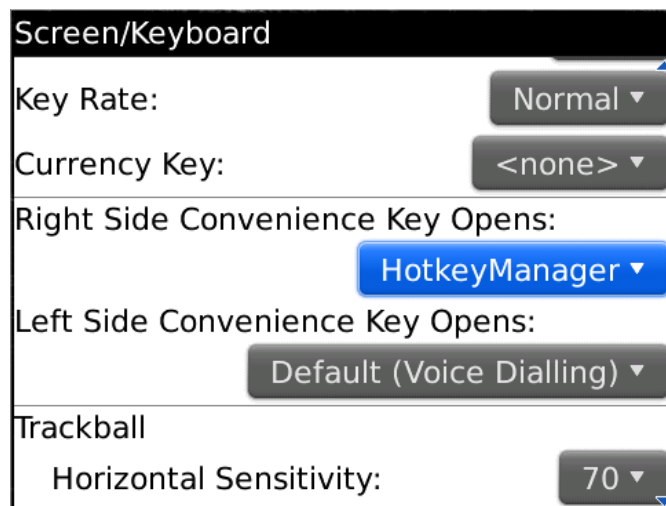 Screen/Keyboard
Key Rate: Normal
Currency Key: <none>
Right Side Convenience Key Opens:
HotkeyManager
Left Side Convenience Key Opens:
Default (Voice Dialling)
Trackball
Horizontal Sensitivity: 70